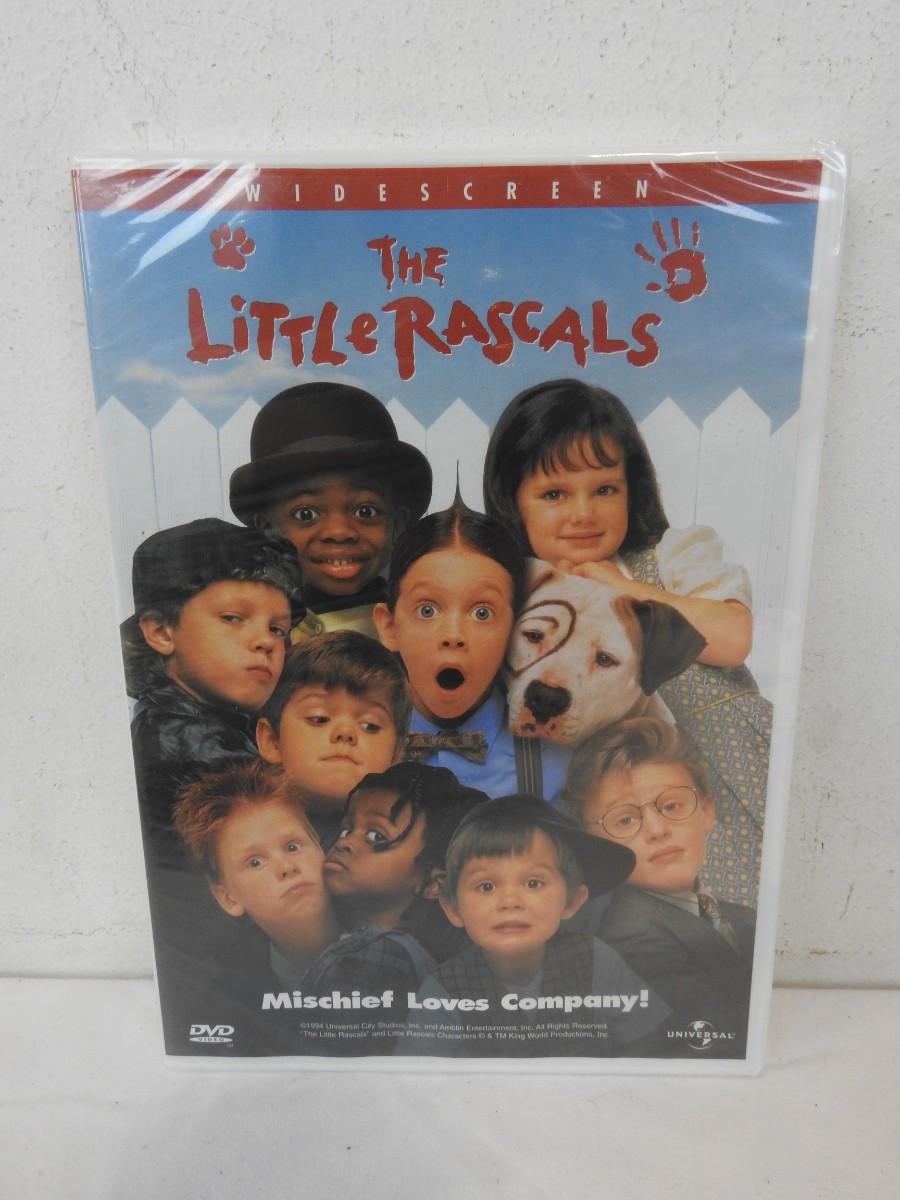 WIDESCREEN
THE
LITTLE RASCALS
Mischief Loves Company!
©1994 Universal City Studios, Inc. and Amblin Entertainment, Inc. All Rights Reserved.
"The Little Rascals" and Little Rascals Characters © & TM King World Productions, Inc.
DVD
VIDEO
TM
UNIVERSAL